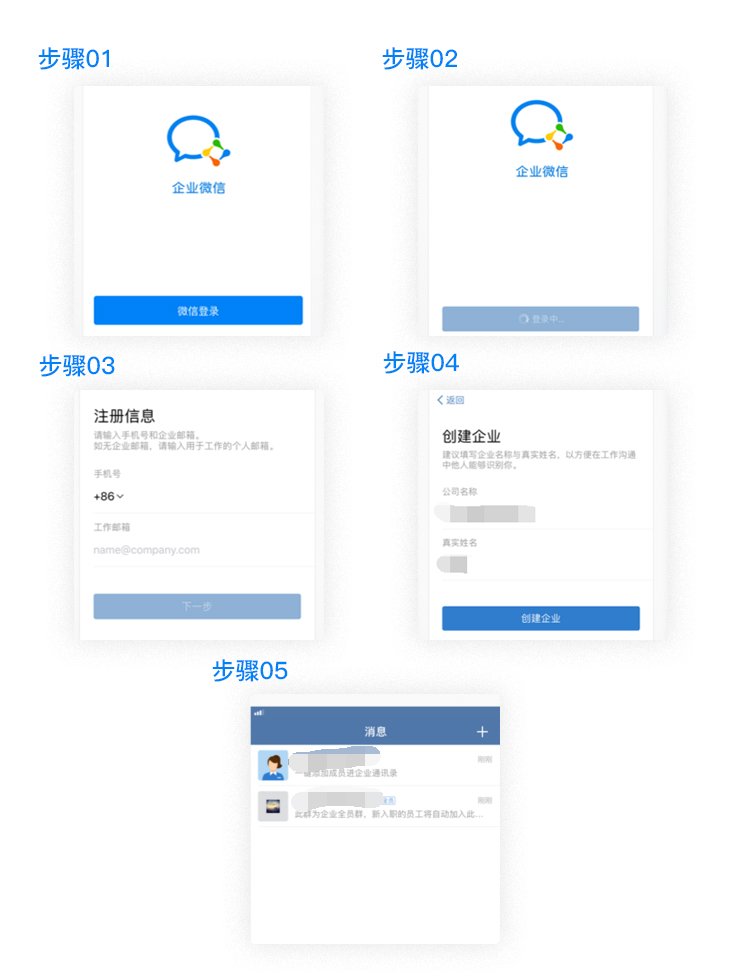 步骤01
企业微信
微信登录
步骤02
企业微信
登录中...
步骤03
注册信息
请输入手机号和企业邮箱。
如无企业邮箱，请输入用于工作的个人邮箱。
手机号
+86
工作邮箱
name@company.com
下一步
步骤04
返回
创建企业
建议填写企业名称与真实姓名，以方便在工作沟通
中他人能够识别你。
公司名称
真实姓名
创建企业
步骤05
消息
刚刚
一键添加成员进企业通讯录
刚刚
此群为企业全员群，新入职的员工将自动加入此...